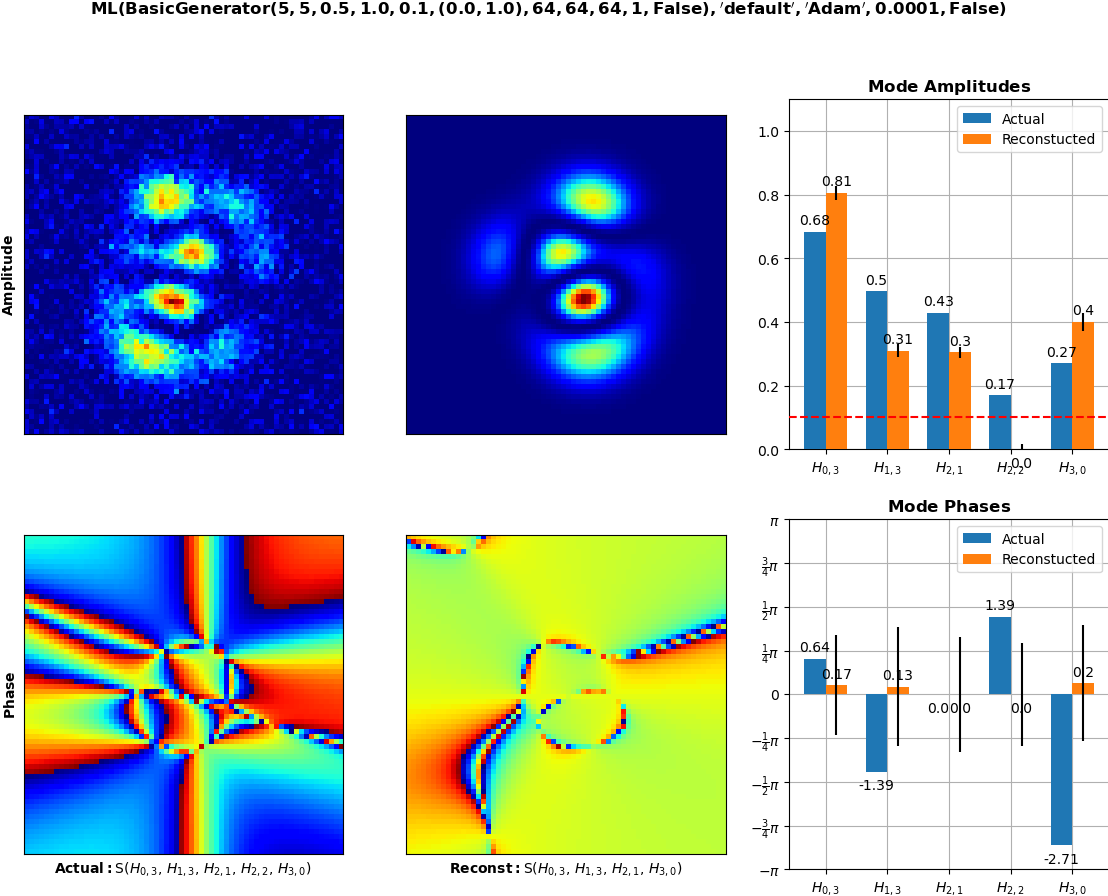 ML(BasicGenerator(5, 5, 0.5, 1.0, 0.1, (0.0, 1.0), 64, 64, 64, 1, False), 'default', 'Adam', 0.0001, False)
Amplitude
Mode Amplitudes
Actual
Reconstucted
1.0
0.8
0.6
0.4
0.2
0.0
0.68
0.81
0.5
0.31
0.43
0.3
0.17
0.0
0.27
0.4
H0,3 H1,3 H2,1 H2,2 H3,0
Phase
Mode Phases
Actual
Reconstucted
π
3/4π
1/2π
1/4π
0
−1/4π
−1/2π
−3/4π
−π
0.64
0.17
-1.39
0.13
0.0
0.0
1.39
0.0
-2.71
0.2
H0,3 H1,3 H2,1 H2,2 H3,0
Actual: S(H0,3, H1,3, H2,1, H2,2, H3,0)
Reconst: S(H0,3, H1,3, H2,1, H3,0)